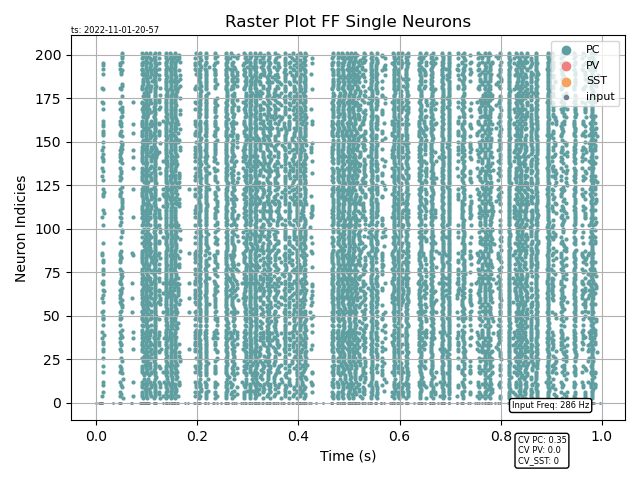 Raster Plot FF Single Neurons
ts: 2022-11-01-20-57
PC
PV
SST
input
Neuron Indicies
200
175
150
125
100
75
50
25
0
Input Freq: 286 Hz
0.0 0.2 0.4 0.6 0.8 1.0
Time (s)
CV PC: 0.35
CV PV: 0.0
CV_SST: 0